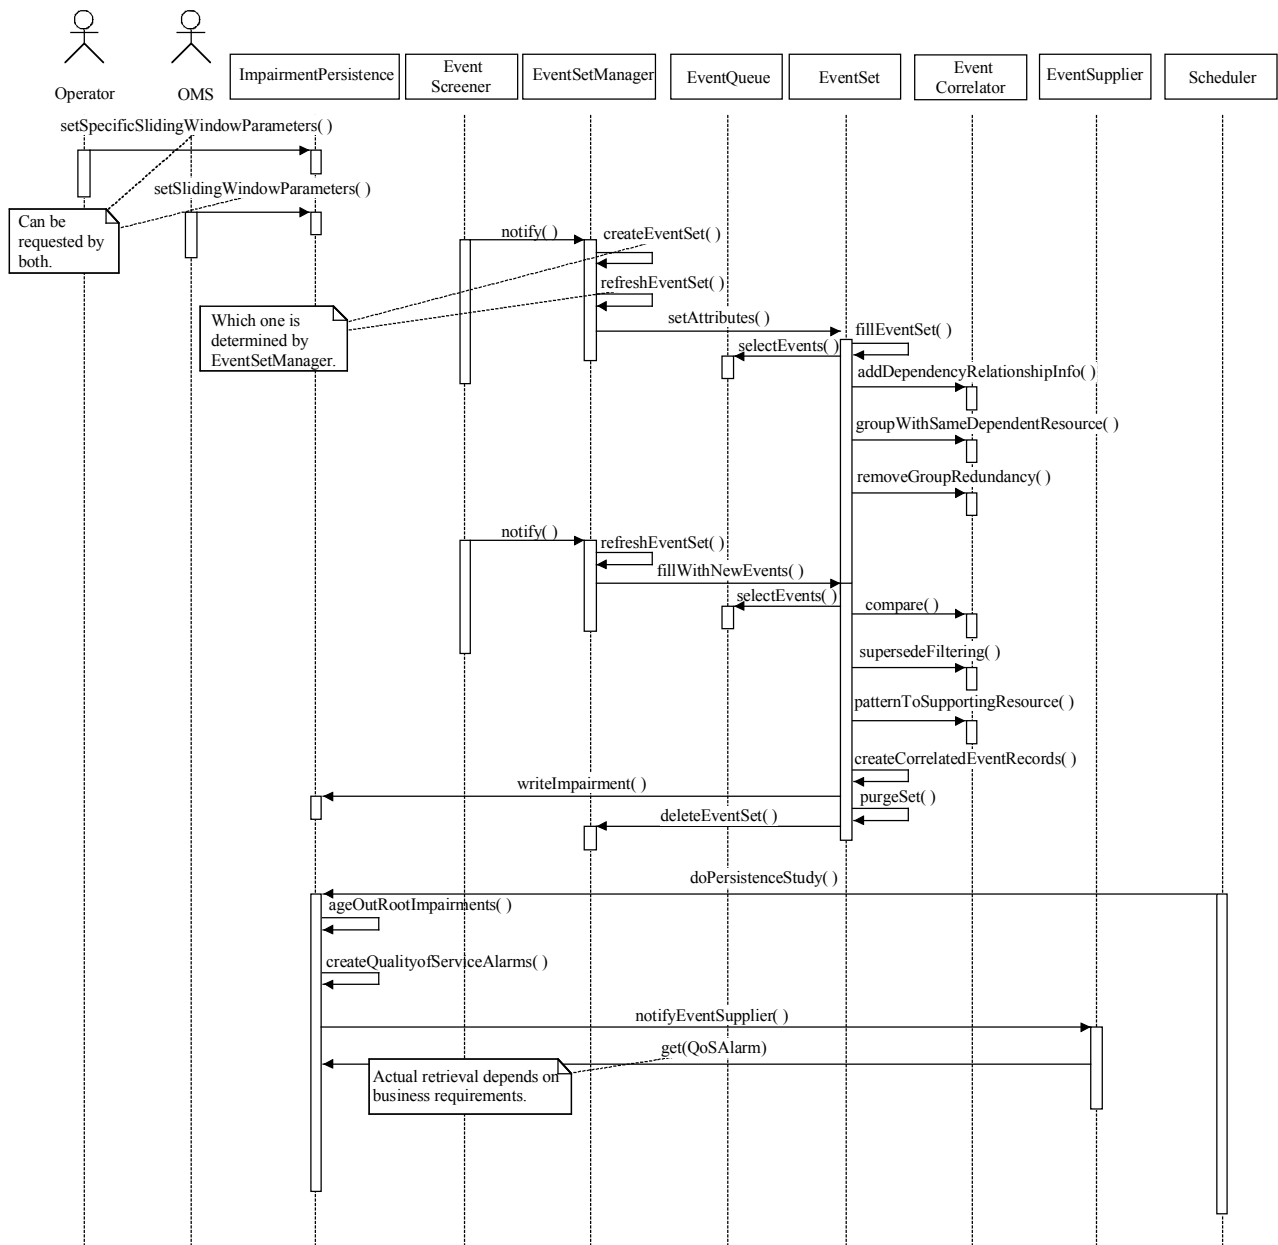 Operator
OMS
ImpairmentPersistence
Event
Screener
EventSetManager
EventQueue
EventSet
Event
Correlator
EventSupplier
Scheduler
setSpecificSlidingWindowParameters( )
setSlidingWindowParameters( )
Can be
requested by
both.
notify( )
createEventSet( )
refreshEventSet( )
Which one is
determined by
EventSetManager.
setAttributes( )
fillEventSet( )
selectEvents( )
addDependencyRelationshipInfo( )
groupWithSameDependentResource( )
removeGroupRedundancy( )
notify( )
refreshEventSet( )
fillWithNewEvents( )
selectEvents( )
compare( )
supersedeFiltering( )
patternToSupportingResource( )
createCorrelatedEventRecords( )
writeImpairment( )
purgeSet( )
deleteEventSet( )
doPersistenceStudy( )
ageOutRootImpairments( )
createQualityofServiceAlarms( )
notifyEventSupplier( )
get(QoSAlarm)
Actual retrieval depends on
business requirements.